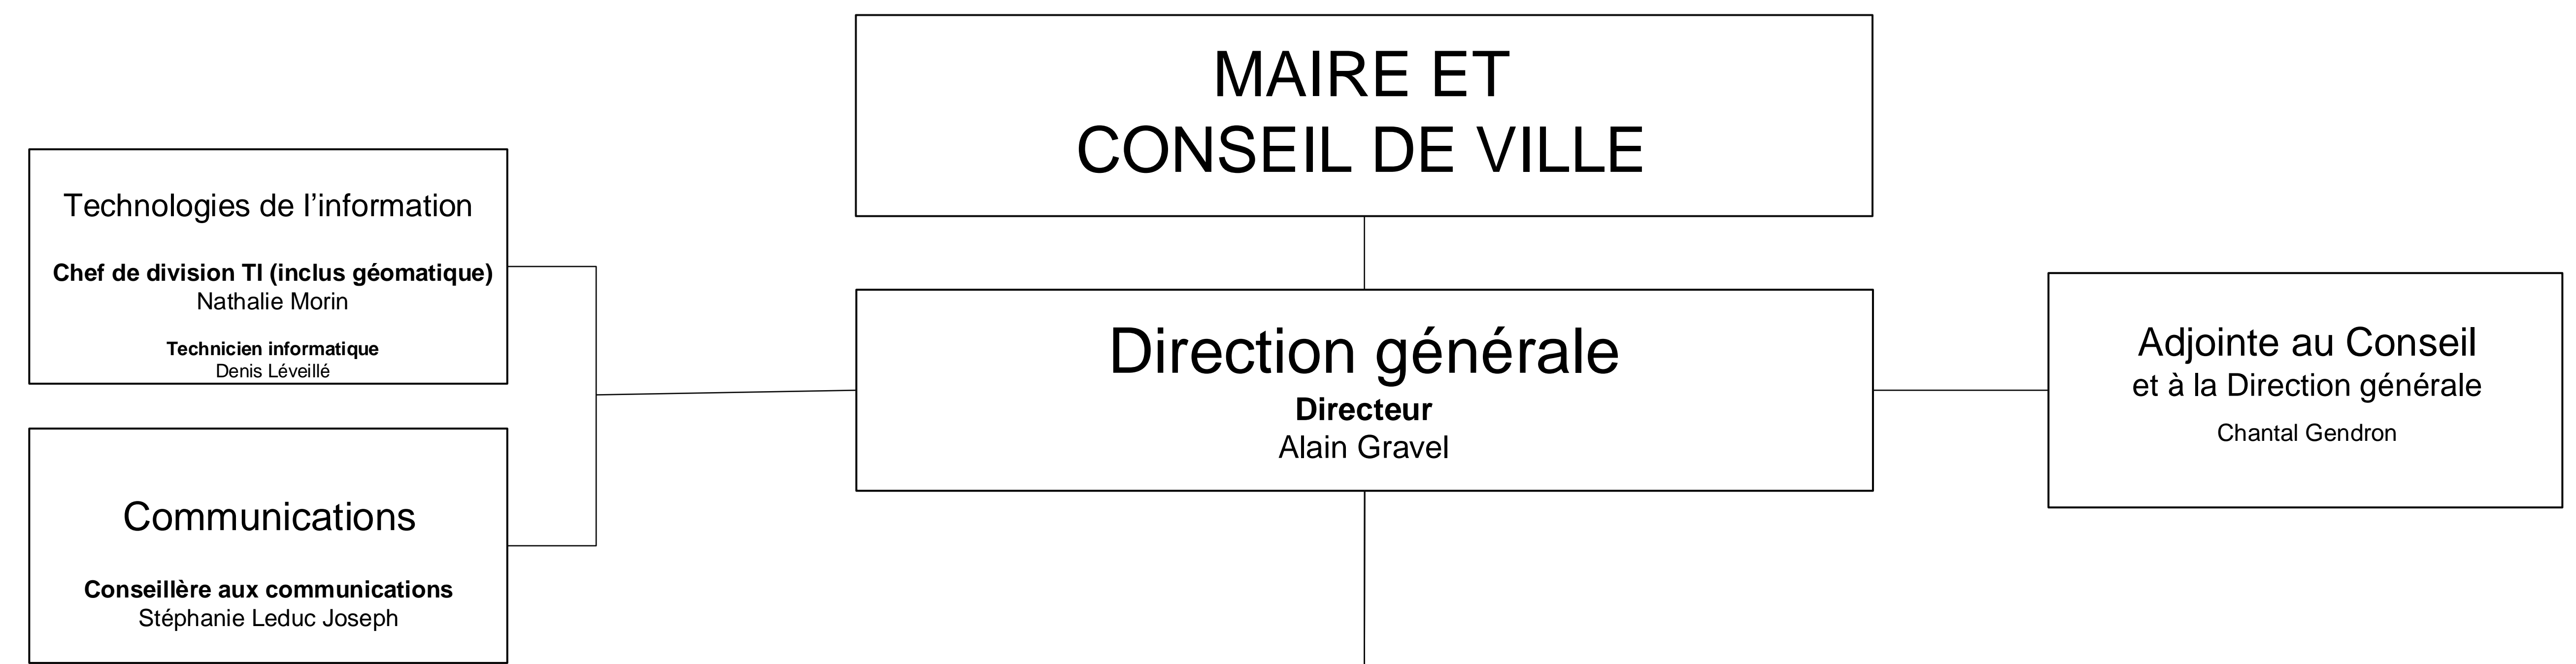 MAIRE ET
CONSEIL DE VILLE
Technologies de l’information
Chef de division TI (inclus géomatique)
Nathalie Morin
Technicien informatique
Denis Léveillé
Direction générale
Directeur
Alain Gravel
Adjointe au Conseil
et à la Direction générale
Chantal Gendron
Communications
Conseillère aux communications
Stéphanie Leduc Joseph